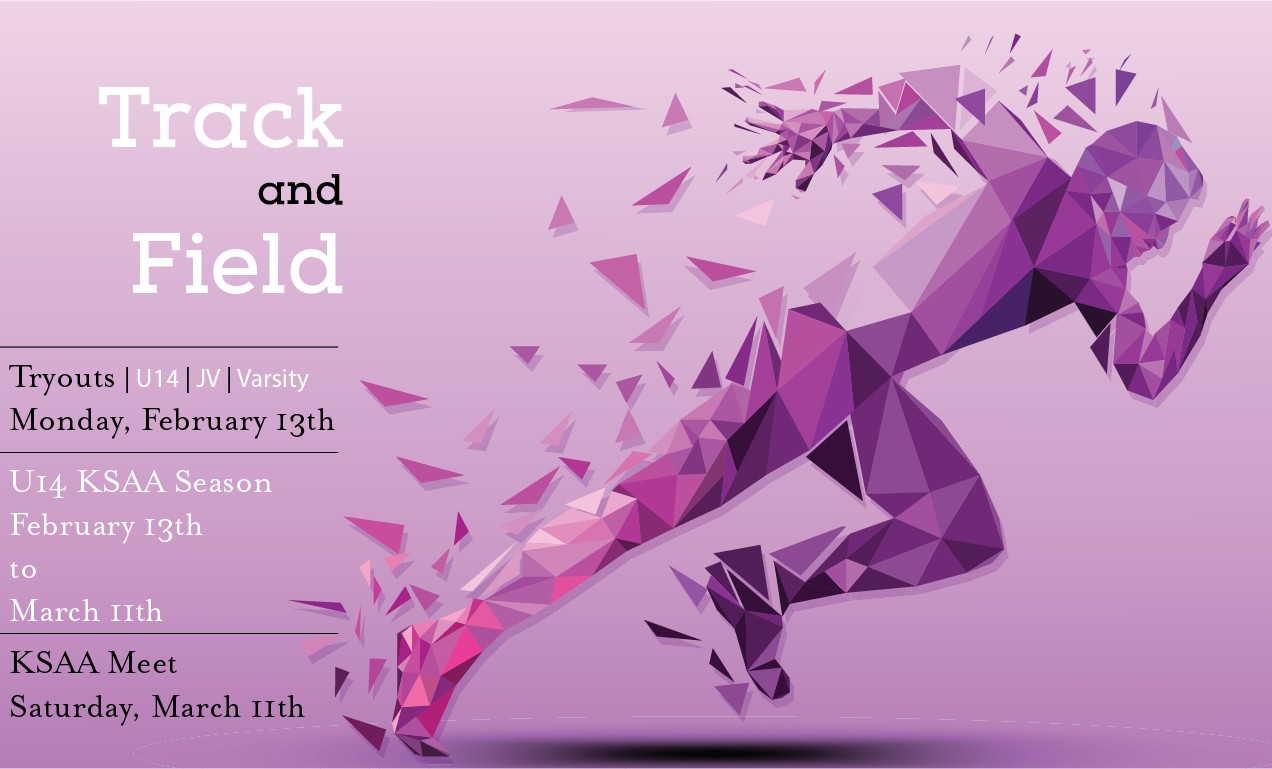 Track
and
Field
Tryouts | U14 | JV | Varsity
Monday, February 13th
U14 KSAA Season
February 13th
to
March 11th
KSAA Meet
Saturday, March 11th